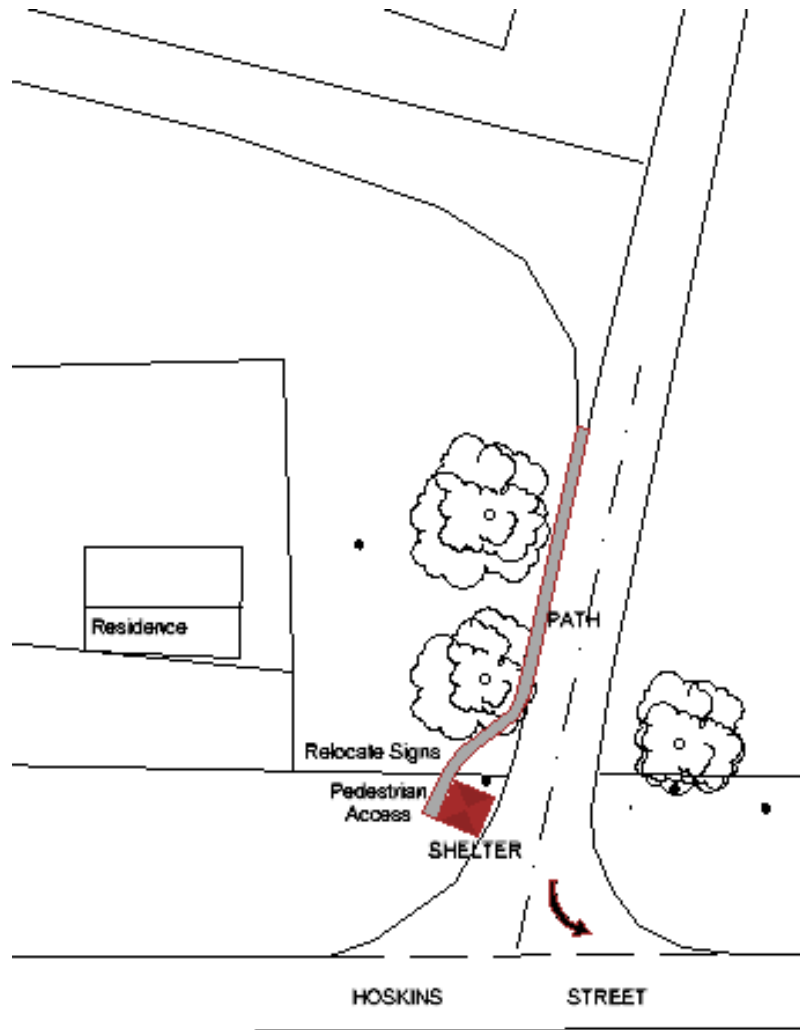 PATH
Residence
Relocate Signs
Pedestrian
Access
SHELTER
HOSKINS STREET